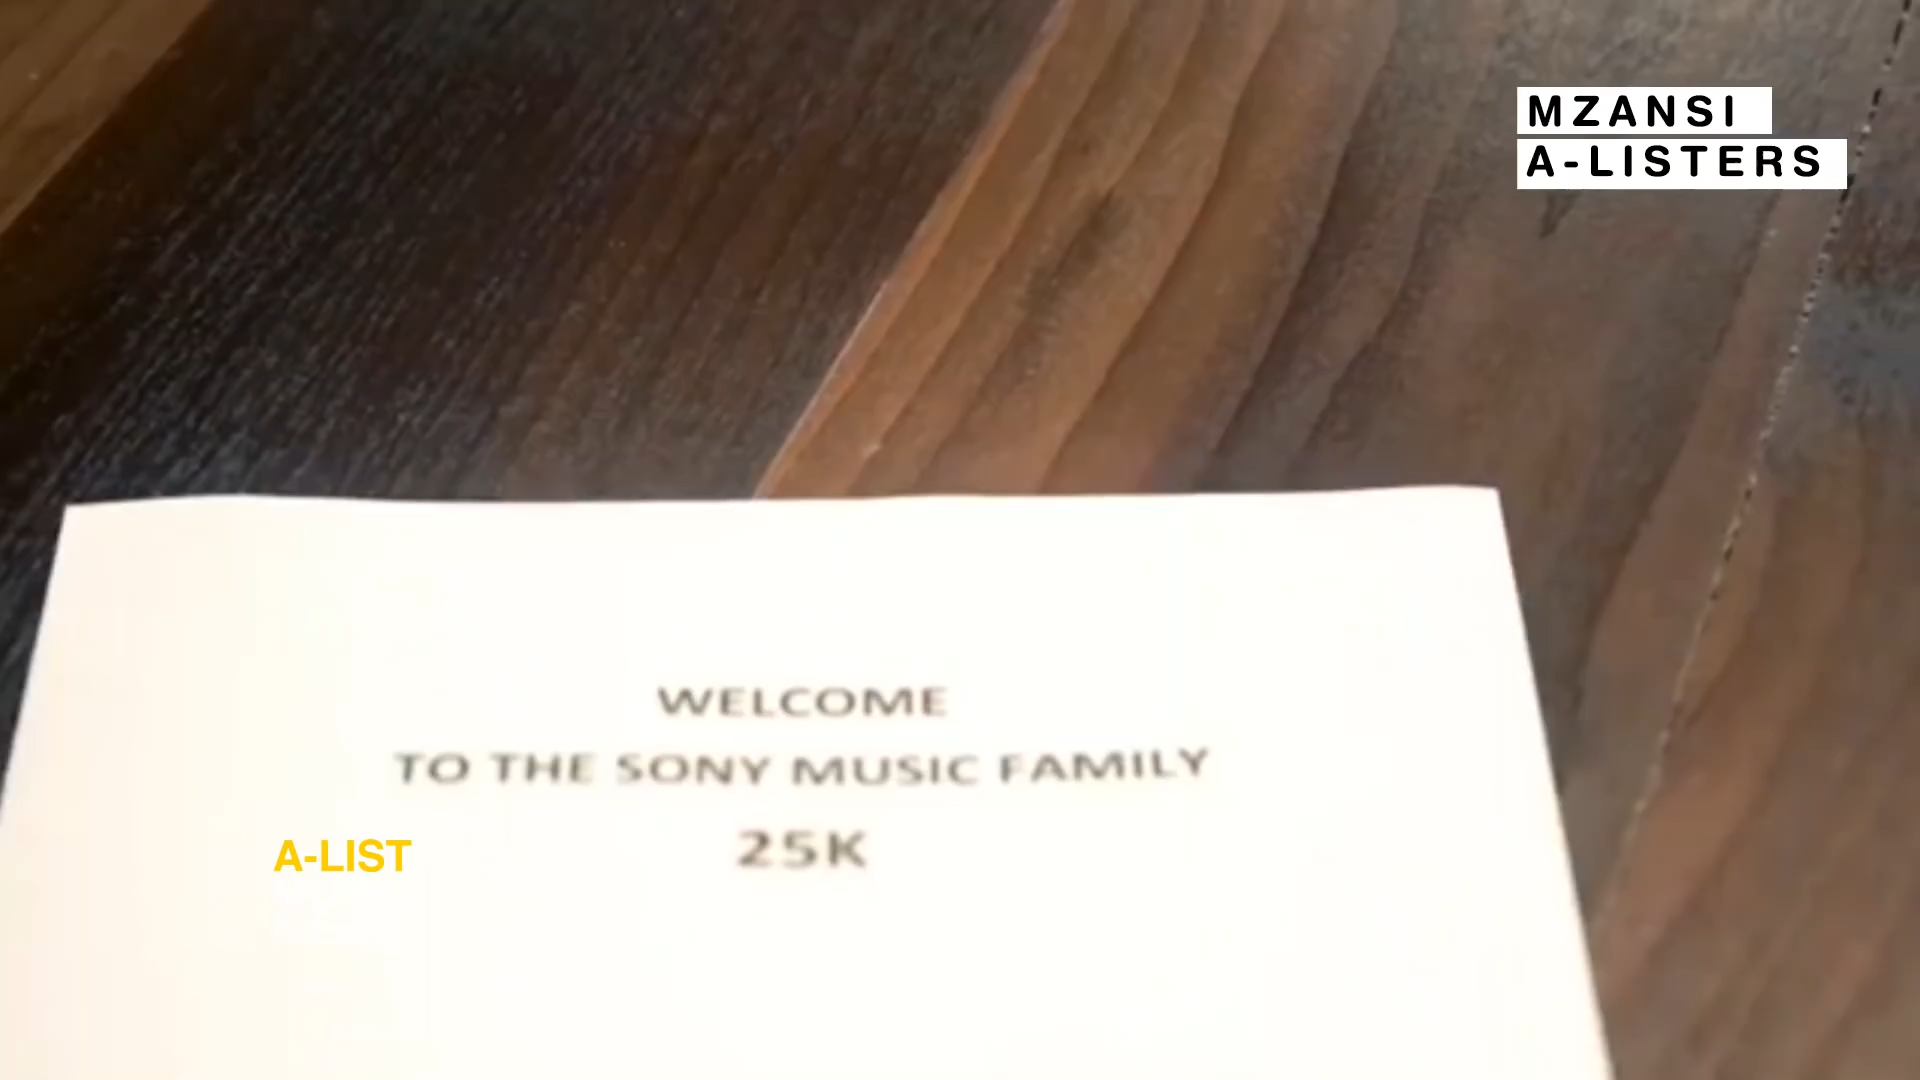 MZANSI
A-LISTERS
WELCOME
TO THE SONY MUSIC FAMILY
25K
A-LIST